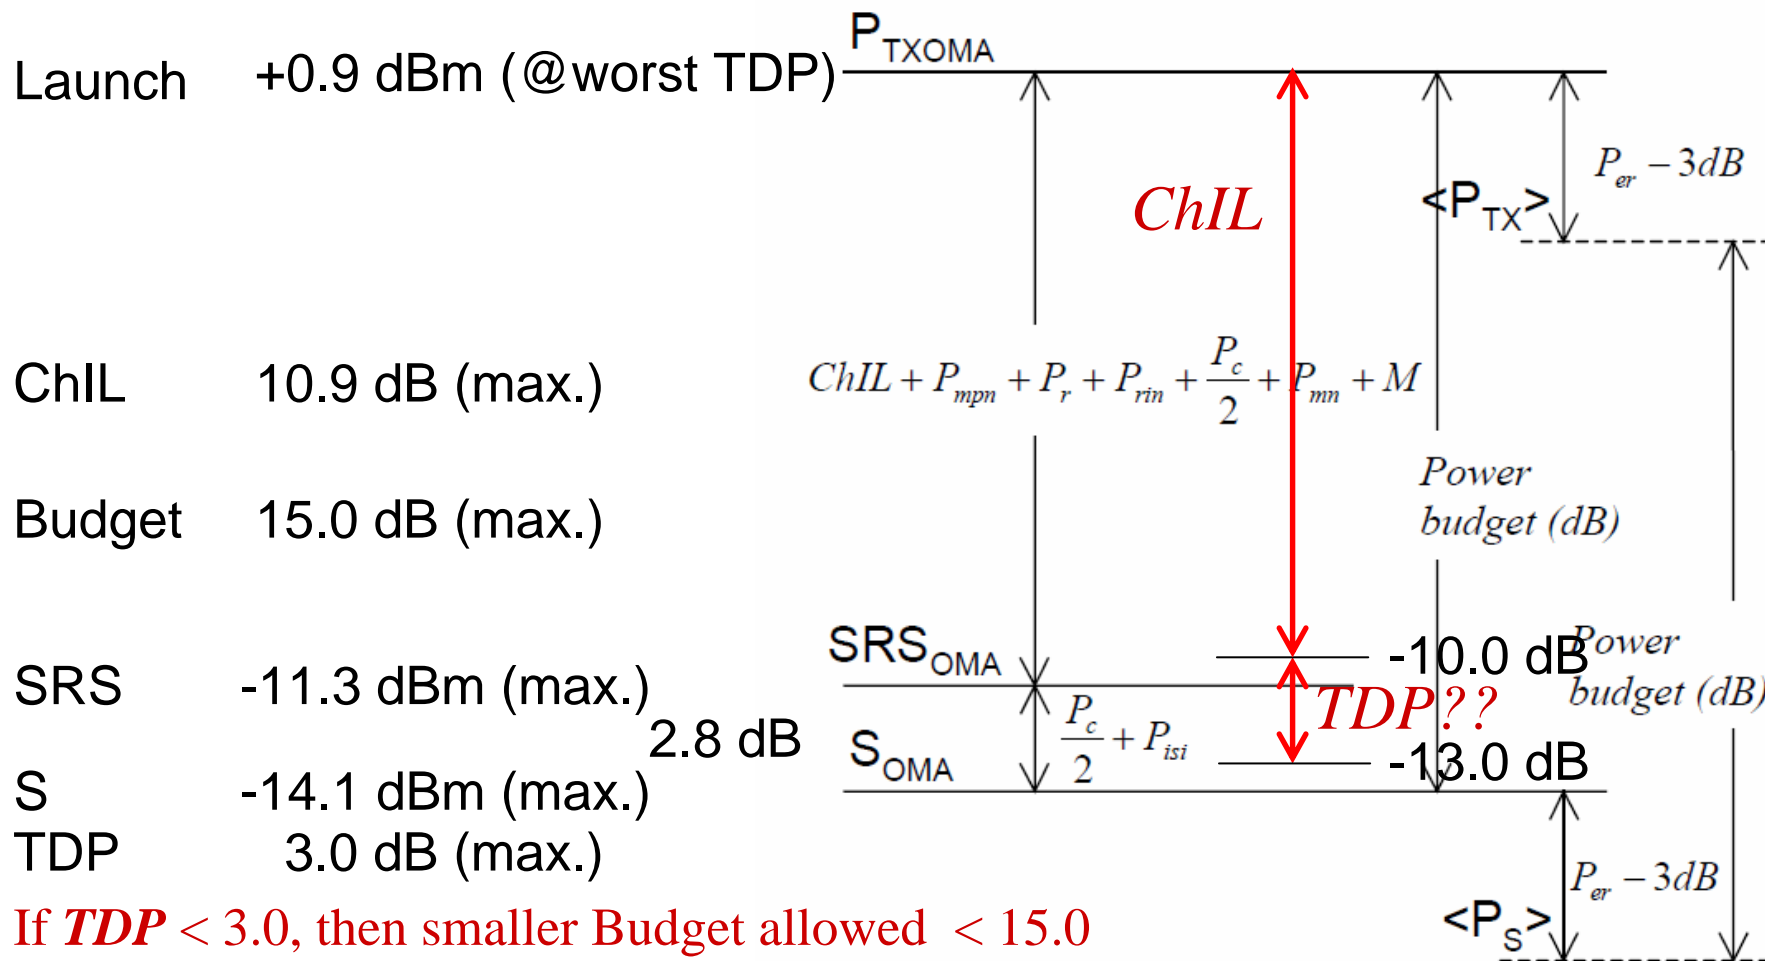 Launch +0.9 dBm (@worst TDP)
ChIL 10.9 dB (max.)
Budget 15.0 dB (max.)
SRS -11.3 dBm (max.)
2.8 dB
S -14.1 dBm (max.)
TDP 3.0 dB (max.)
If TDP < 3.0, then smaller Budget allowed < 15.0
P_TXOMA
P_er − 3dB
<P_TX>
ChIL
ChIL + P_mpn + P_r + P_rin + P_c/2 + P_mn + M
Power
budget (dB)
SRS_OMA
-10.0 dB
Power
budget (dB)
TDP??
P_c/2 + P_isi
S_OMA
-13.0 dB
P_er − 3dB
<P_S>